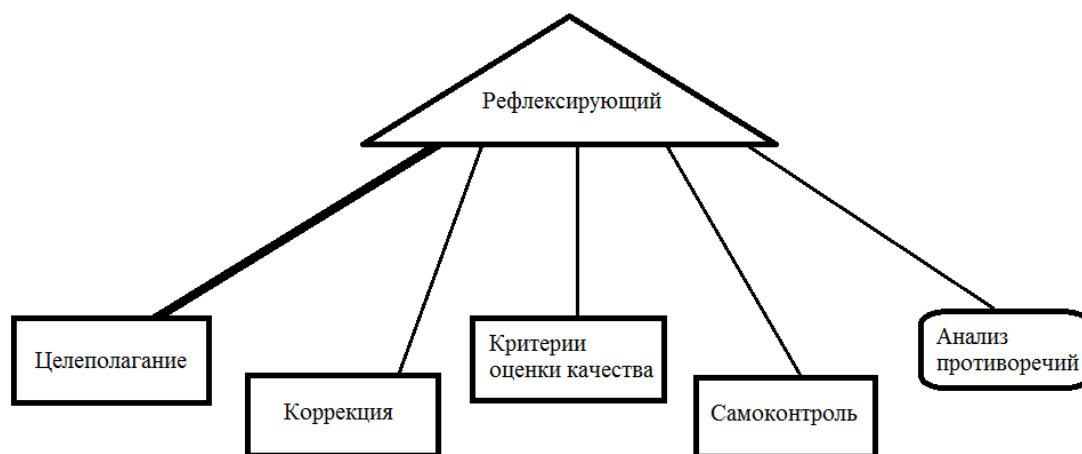 Рефлексирующий
Целеполагание
Коррекция
Критерии
оценки качества
Самоконтроль
Анализ
противоречий